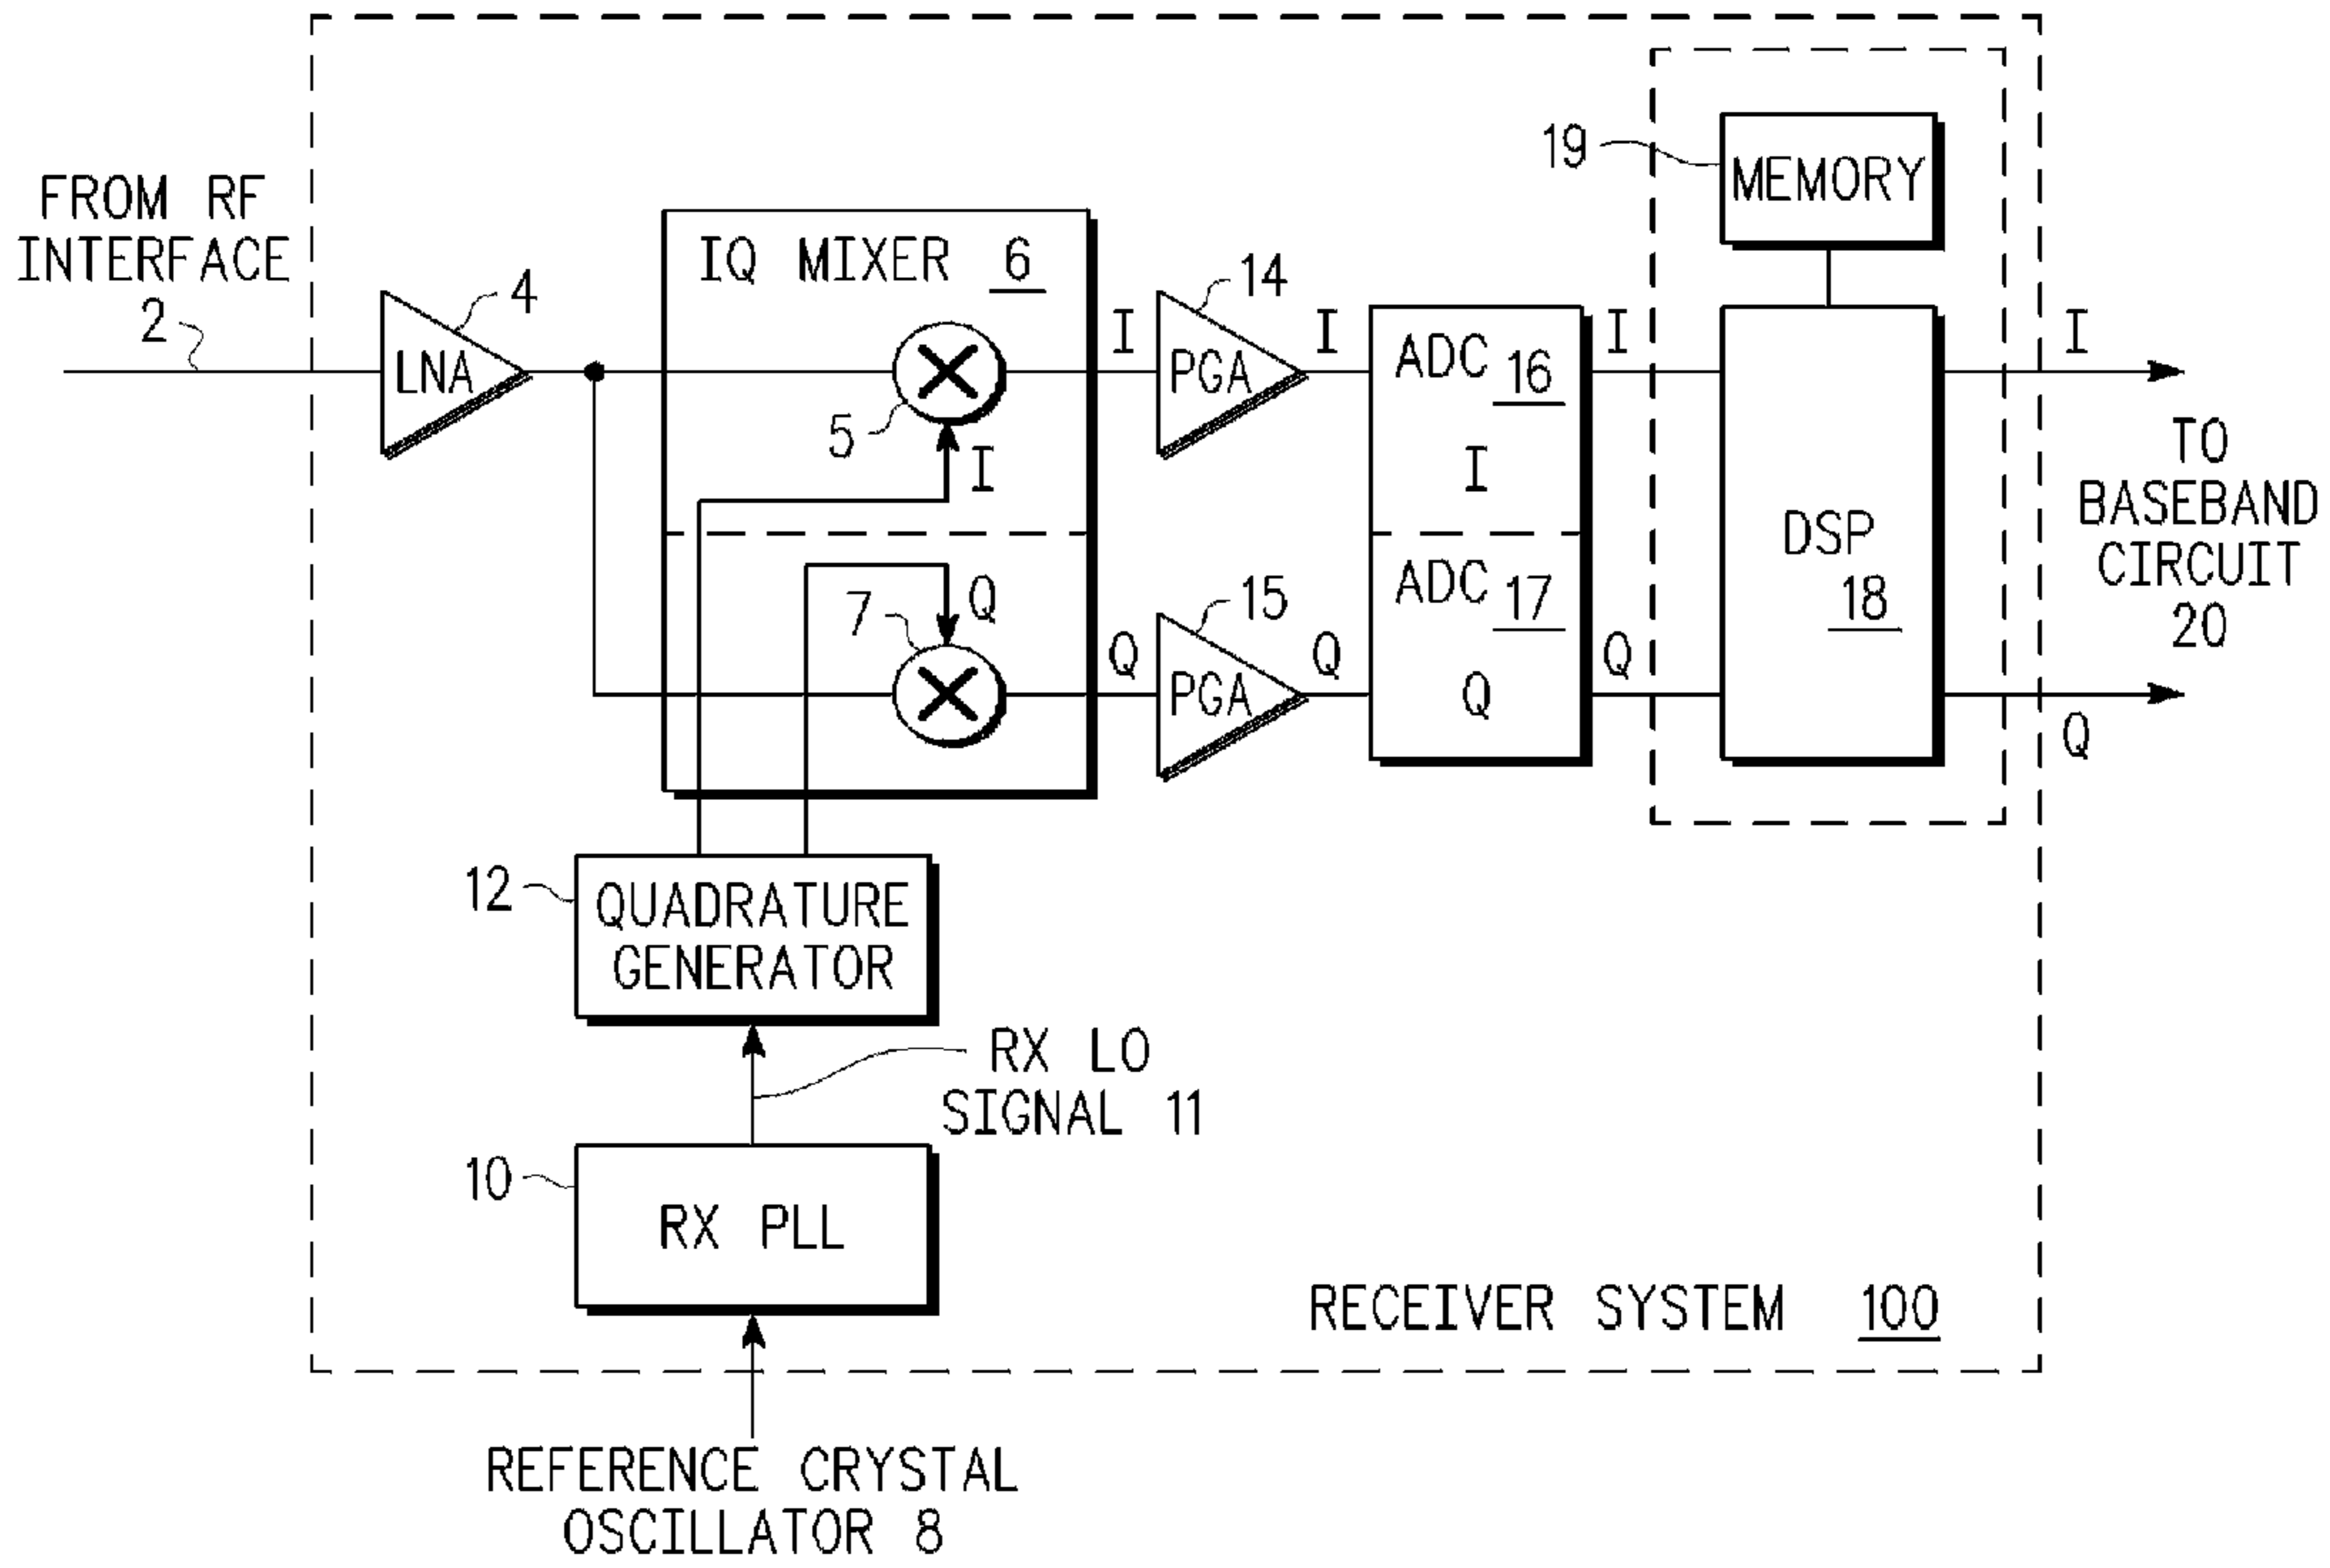 FROM RF
INTERFACE
2
LNA
4
IQ MIXER 6
5
I
7
Q
I
PGA
14
I
Q
PGA
15
Q
ADC 16
I
ADC 17
Q
I
Q
19
MEMORY
DSP
18
I
TO
BASEBAND
CIRCUIT
20
Q
12
QUADRATURE
GENERATOR
RX LO
SIGNAL 11
10
RX PLL
RECEIVER SYSTEM 100
REFERENCE CRYSTAL
OSCILLATOR 8